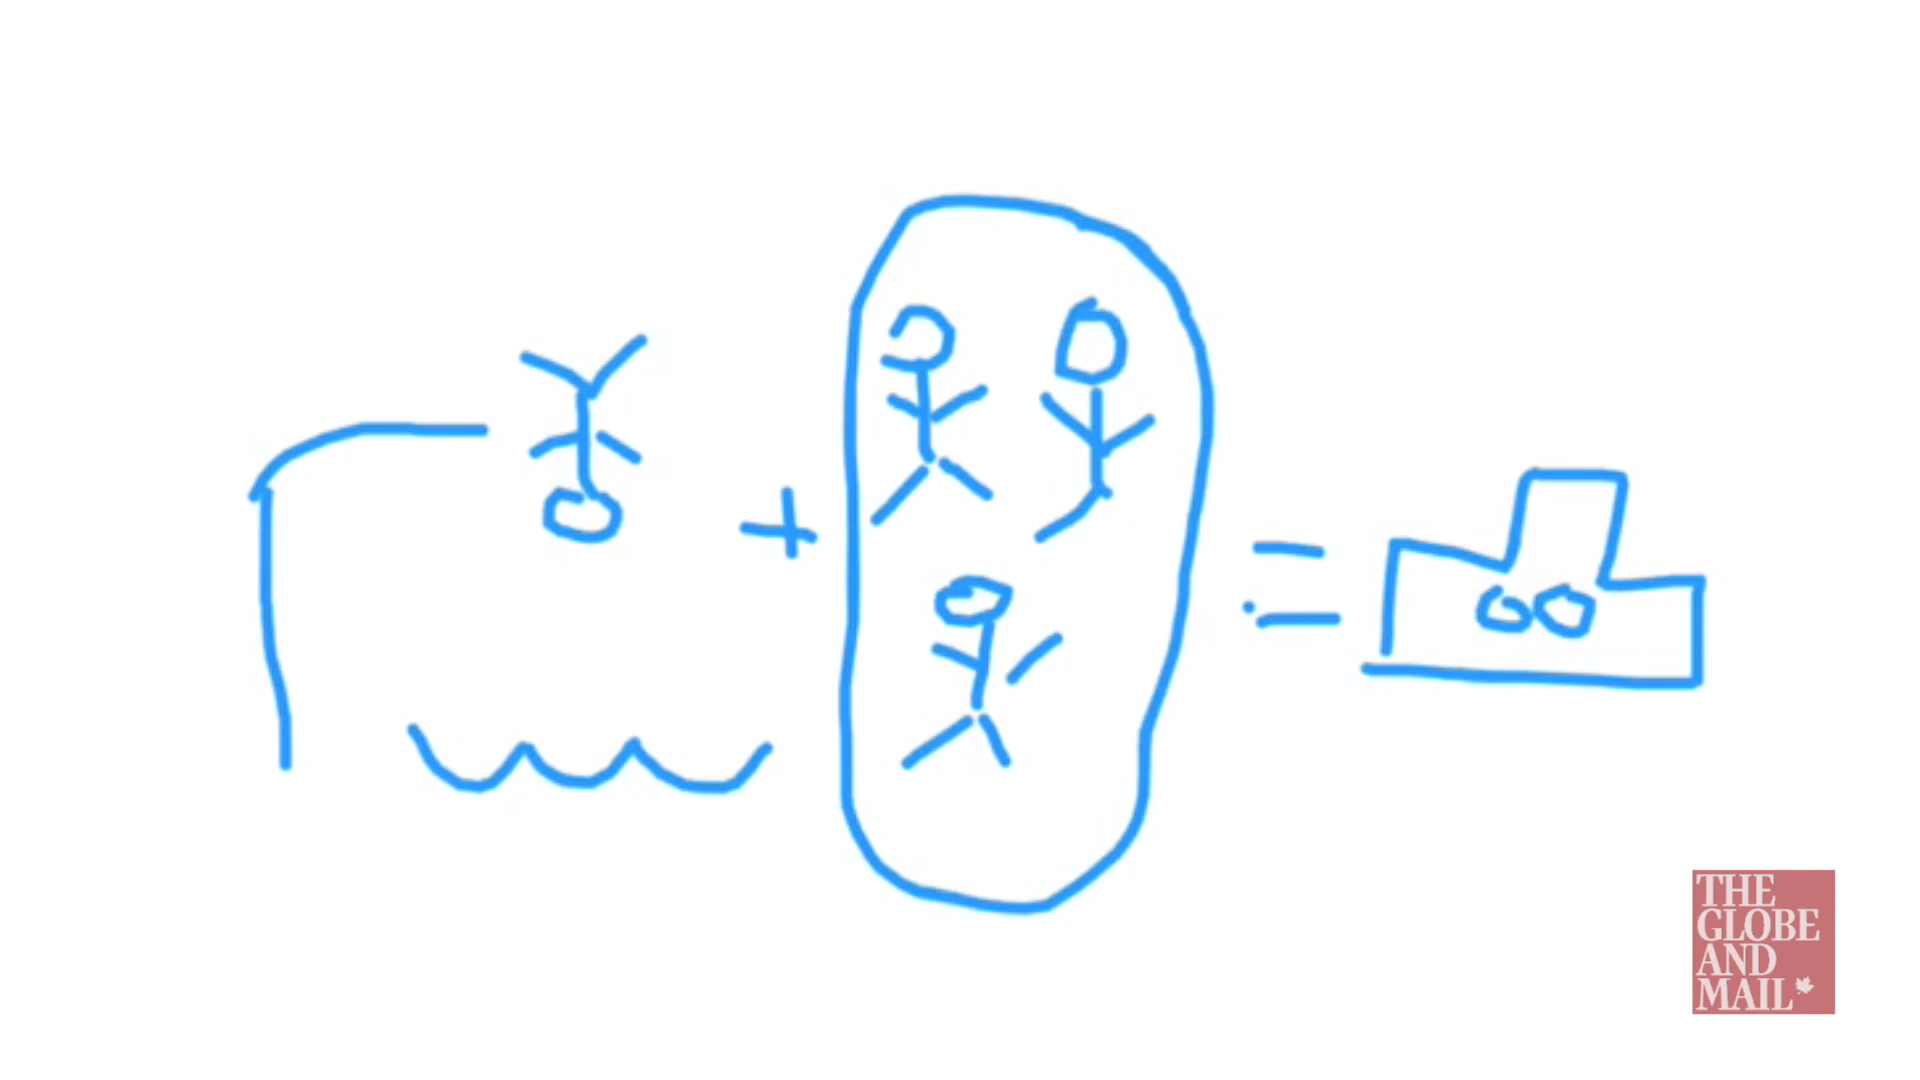 +
=
THE
GLOBE
AND
MAIL